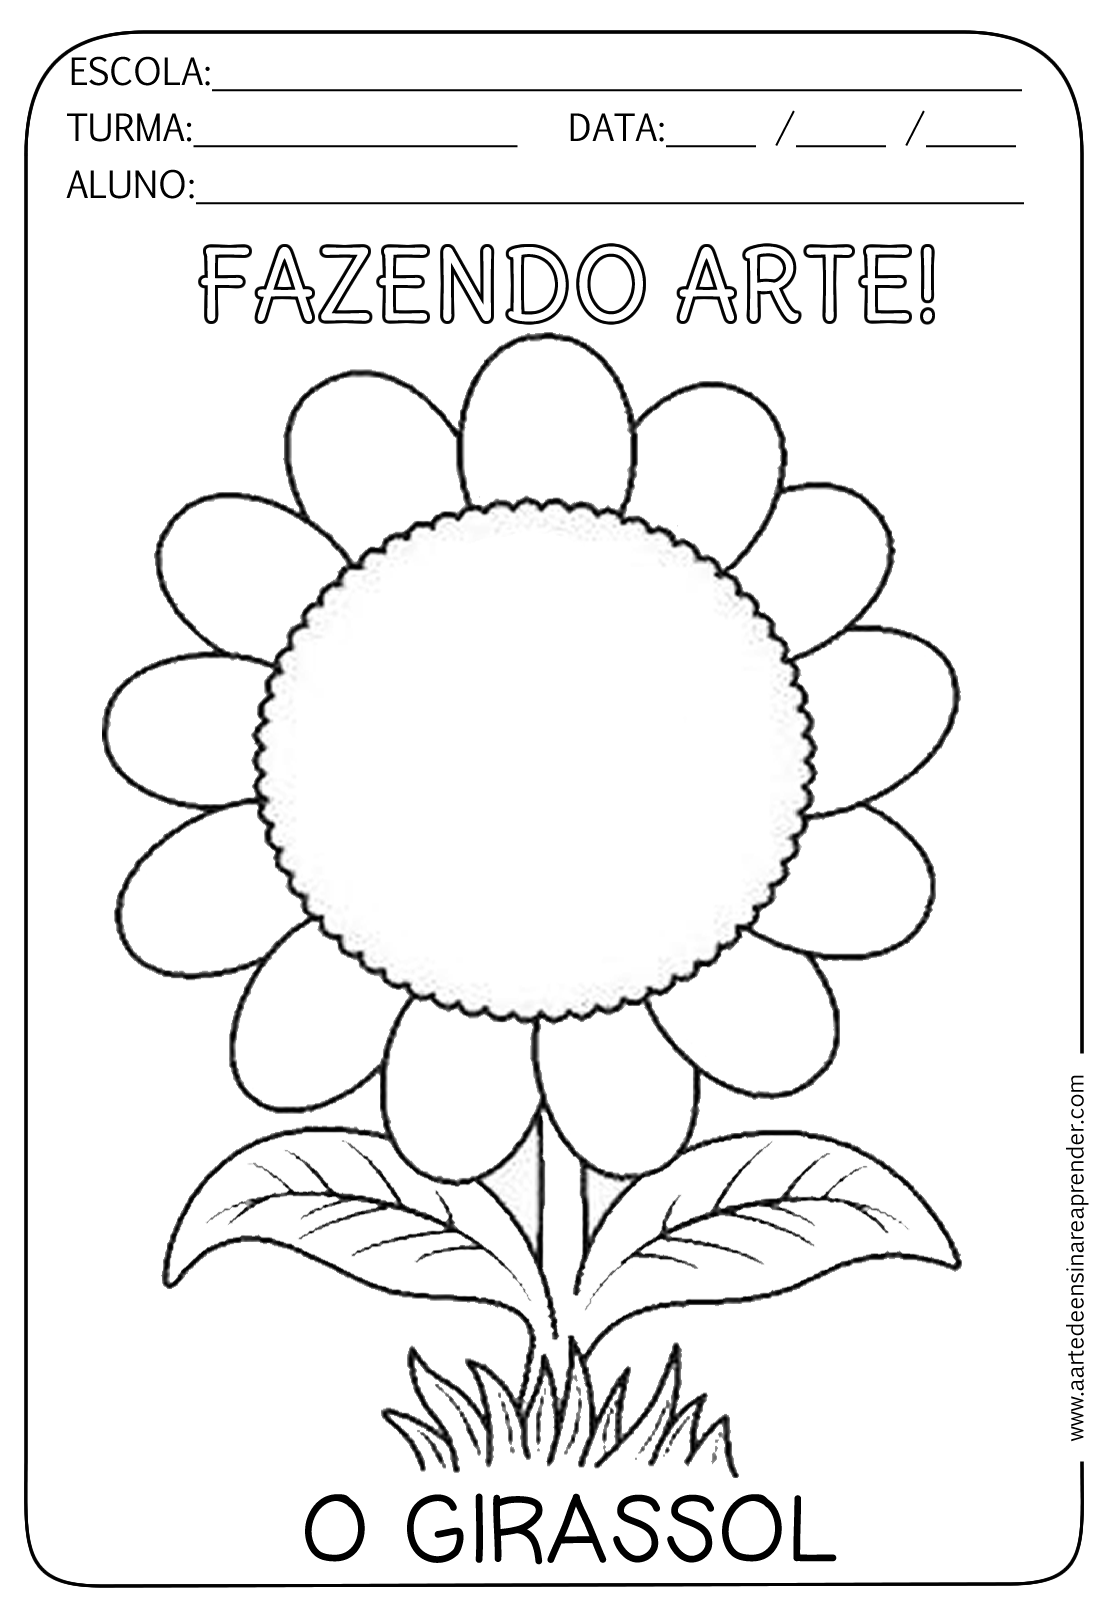 ESCOLA:
TURMA: DATA: / /
ALUNO:
FAZENDO ARTE!
www.aartedeensinareaprender.com
O GIRASSOL